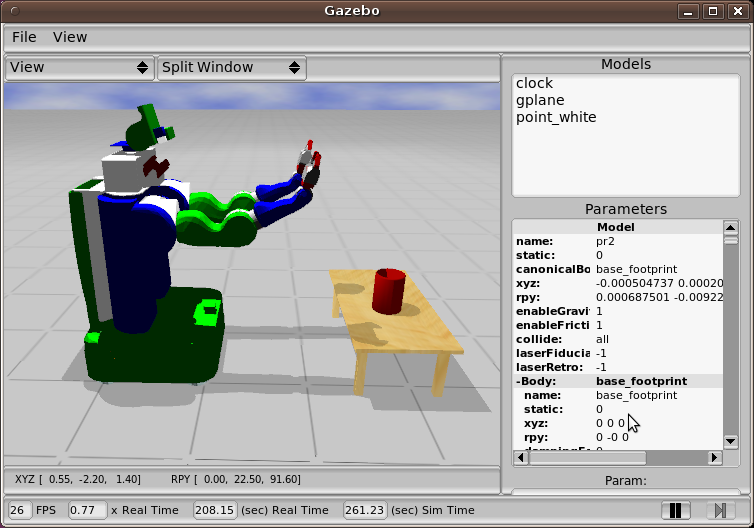 Gazebo
File View
View Split Window
Models
clock
gplane
point_white
Parameters
Model
name: pr2
static: 0
canonicalBo base_footprint
xyz: -0.000504737 0.00020
rpy: 0.000687501 -0.00922
enableGravi 1
enableFricti 1
collide: all
laserFiducia -1
laserRetro: -1
-Body: base_footprint
name: base_footprint
static: 0
xyz: 0 0 0
rpy: 0 -0 0
Param:
XYZ [ 0.55, -2.20, 1.40] RPY [ 0.00, 22.50, 91.60]
26 FPS 0.77 x Real Time 208.15 (sec) Real Time 261.23 (sec) Sim Time